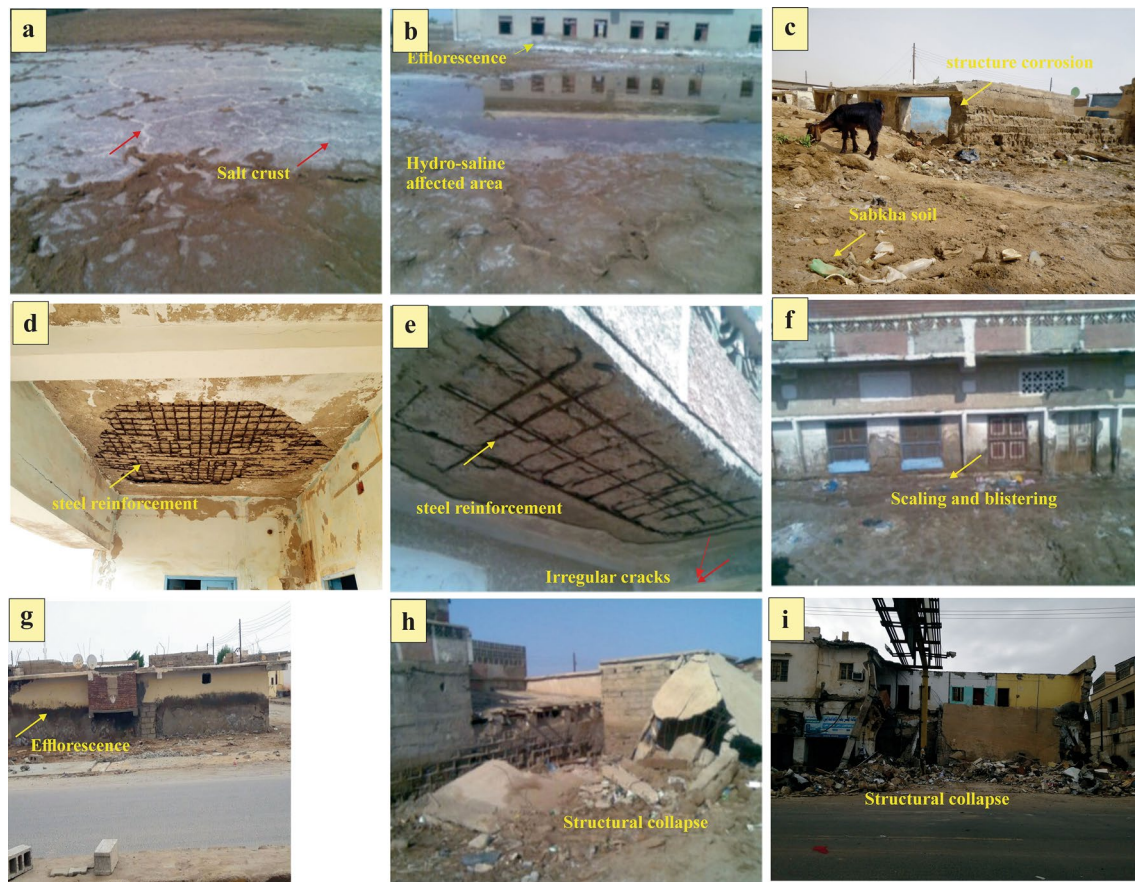 a
Salt crust
b
Efflorescence
Hydro-saline
affected area
c
structure corrosion
Sabkha soil
d
steel reinforcement
e
steel reinforcement
Irregular cracks
f
Scaling and blistering
g
Efflorescence
h
Structural collapse
i
Structural collapse